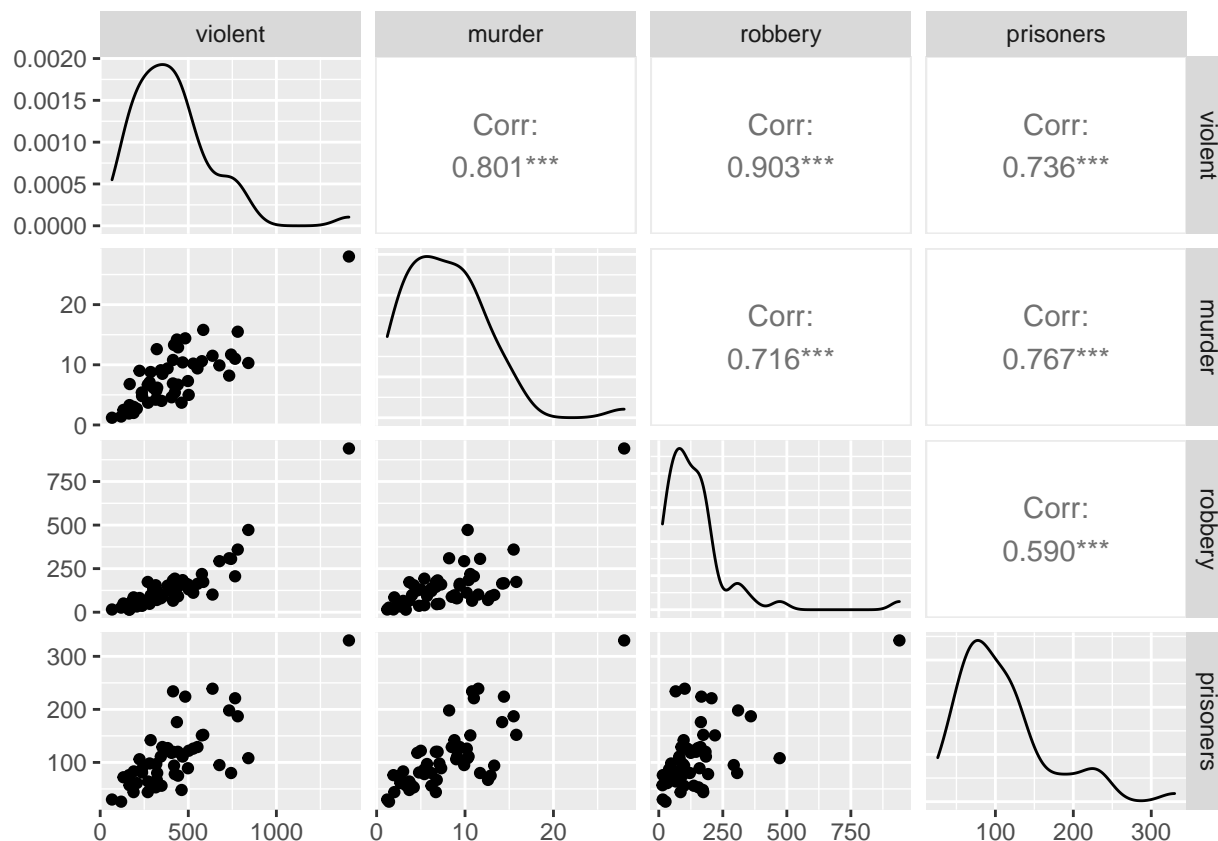 violent murder robbery prisoners
0.0020
0.0015
0.0010
0.0005
0.0000
Corr:
0.801***
Corr:
0.903***
Corr:
0.736***
violent
20
10
0
Corr:
0.716***
Corr:
0.767***
murder
750
500
250
0
Corr:
0.590***
robbery
300
200
100
prisoners
0 500 1000 0 10 20 0 250 500 750 100 200 300